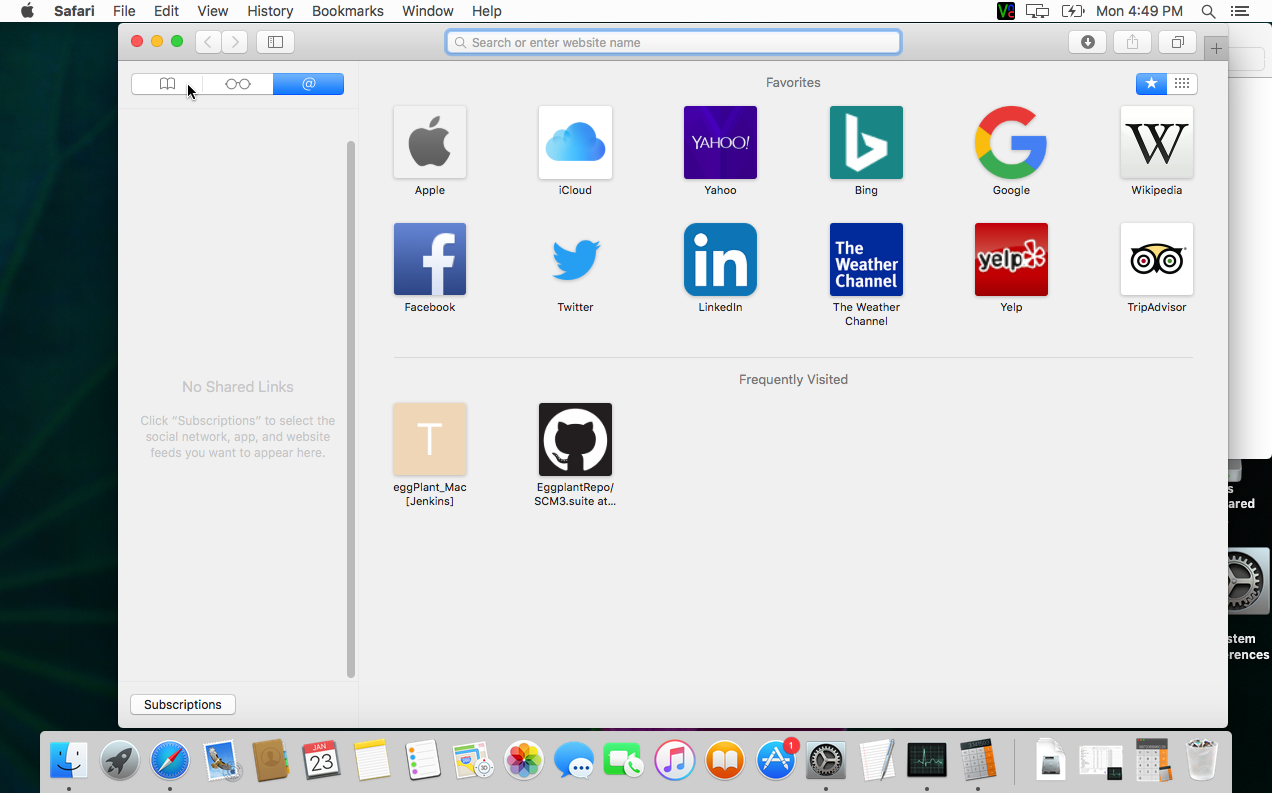 Safari File Edit View History Bookmarks Window Help Mon 4:49 PM
Search or enter website name
@
Favorites
YAHOO!
W
Apple iCloud Yahoo Bing Google Wikipedia
f
in
The
Weather
Channel
yelp
Facebook Twitter LinkedIn The Weather
Channel
Yelp TripAdvisor
No Shared Links
Click “Subscriptions” to select the
social network, app, and website
feeds you want to appear here.
Frequently Visited
T
eggPlant_Mac
[Jenkins]
EggplantRepo/
SCM3.suite at...
s
ared
stem
rences
Subscriptions
JAN
23
1